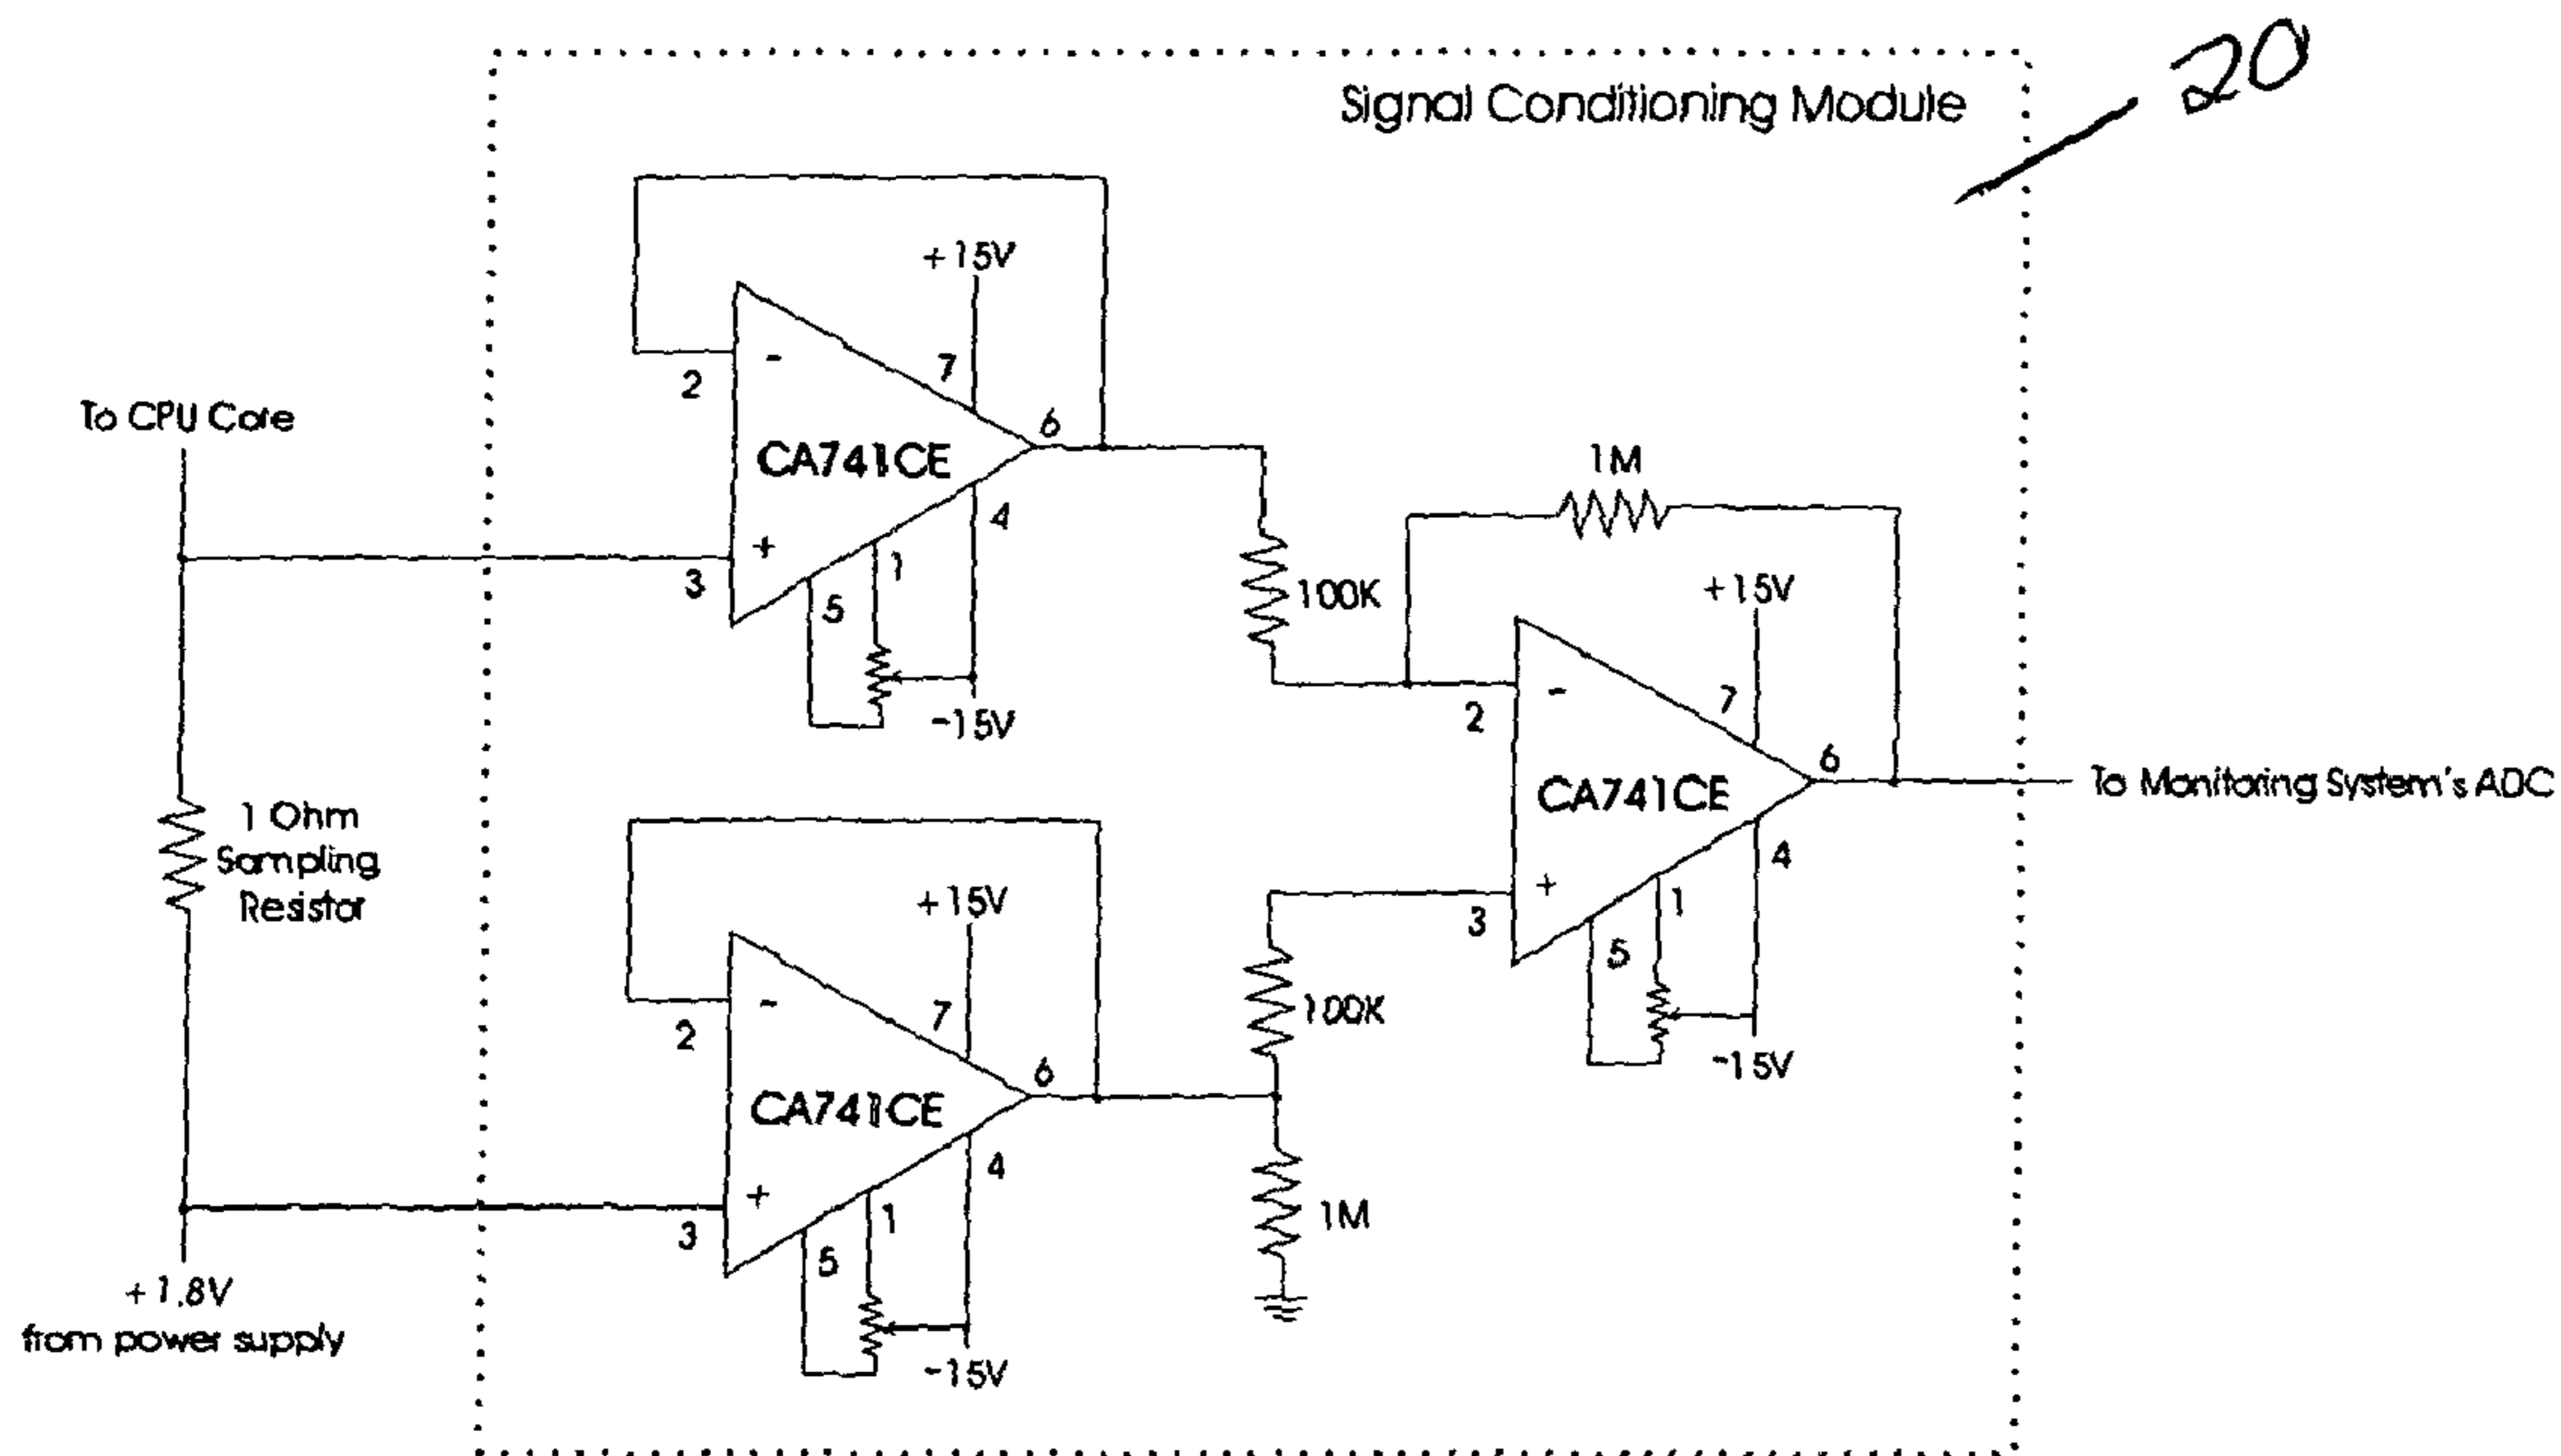 20
Signal Conditioning Module
+15V
7
2
-
6
To CPU Core
CA741CE
1M
4
+
3
1
5
100K
+15V
-15V
7
2
-
6
To Monitoring System's ADC
CA741CE
1 Ohm
Sampling
Resistor
4
+
3
1
5
+15V
100K
-15V
7
2
-
6
CA741CE
4
+
3
1
5
1M
+1.8V
from power supply
-15V